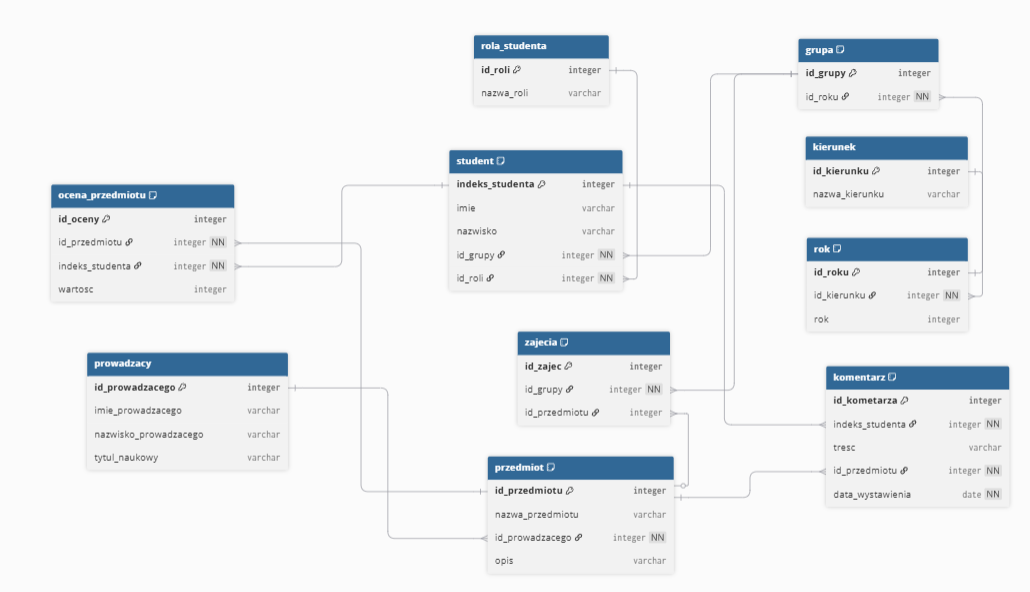 rola_studenta
id_roli integer
nazwa_roli varchar
grupa
id_grupy integer
id_roku integer NN
kierunek
id_kierunku integer
nazwa_kierunku varchar
student
indeks_studenta integer
imie varchar
nazwisko varchar
id_grupy integer NN
id_roli integer NN
ocena_przedmiotu
id_oceny integer
id_przedmiotu integer NN
indeks_studenta integer NN
wartosc integer
rok
id_roku integer
id_kierunku integer NN
rok integer
zajecia
id_zajec integer
id_grupy integer NN
id_przedmiotu integer
prowadzacy
id_prowadzacego integer
imie_prowadzacego varchar
nazwisko_prowadzacego varchar
tytul_naukowy varchar
komentarz
id_kometarza integer
indeks_studenta integer NN
tresc varchar
id_przedmiotu integer NN
data_wystawienia date NN
przedmiot
id_przedmiotu integer
nazwa_przedmiotu varchar
id_prowadzacego integer NN
opis varchar